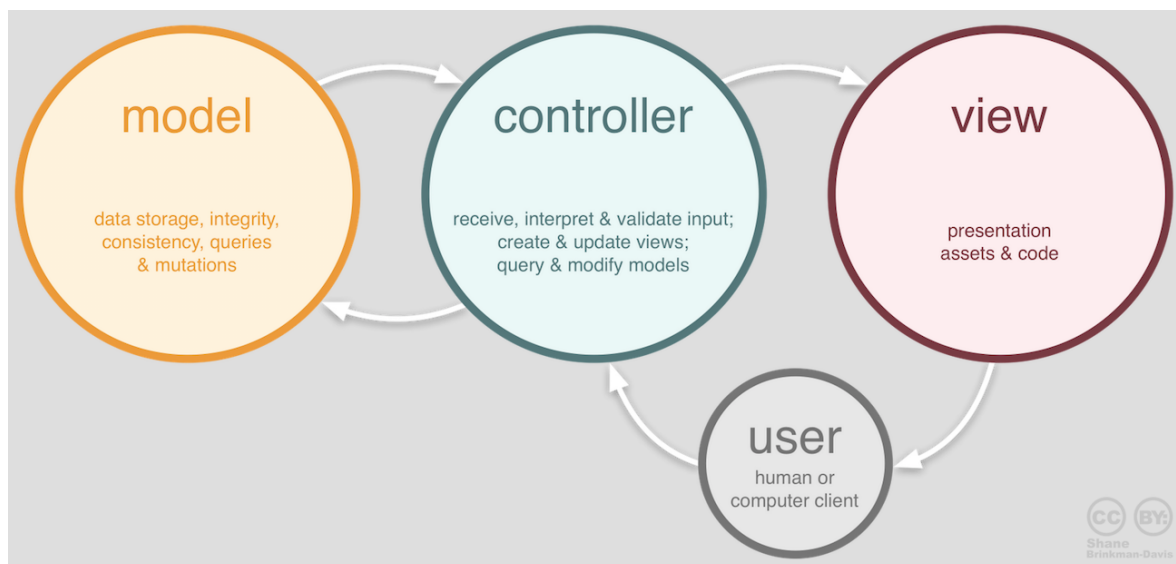 model
data storage, integrity,
consistency, queries
& mutations
controller
receive, interpret & validate input;
create & update views;
query & modify models
view
presentation
assets & code
user
human or
computer client
CC BY:
Shane
Brinkman-Davis